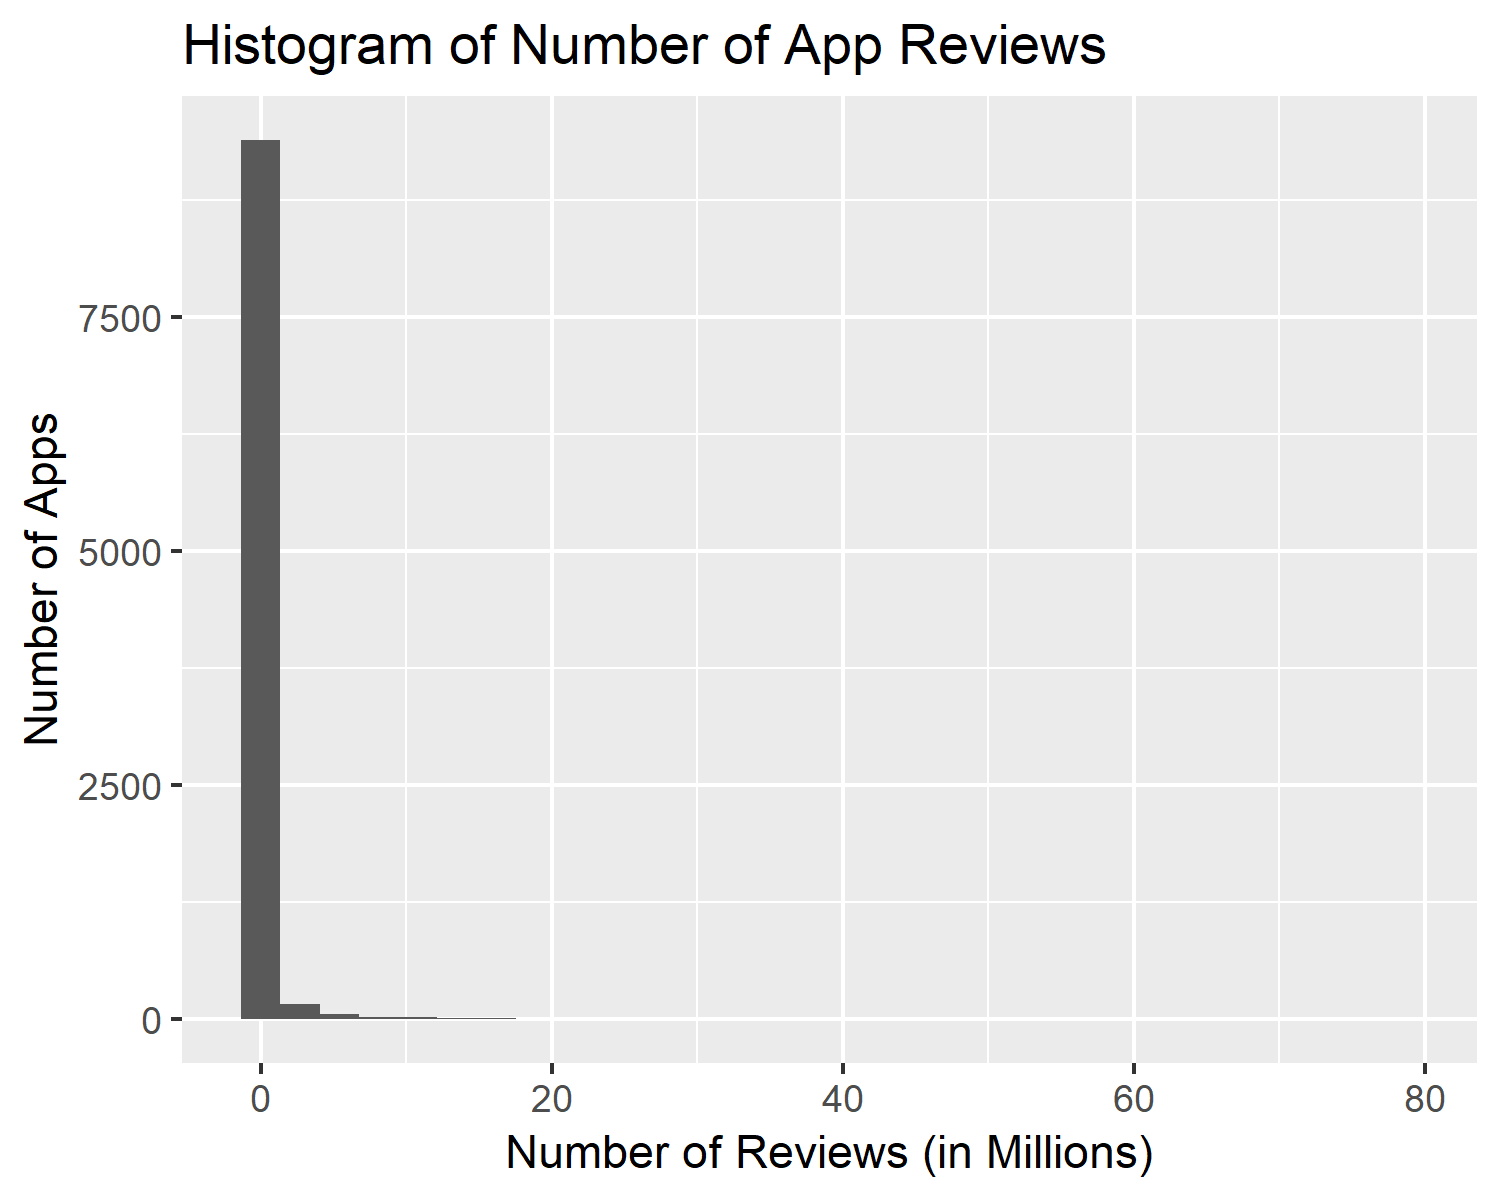 Histogram of Number of App Reviews
Number of Apps
7500
5000
2500
0
0 20 40 60 80
Number of Reviews (in Millions)